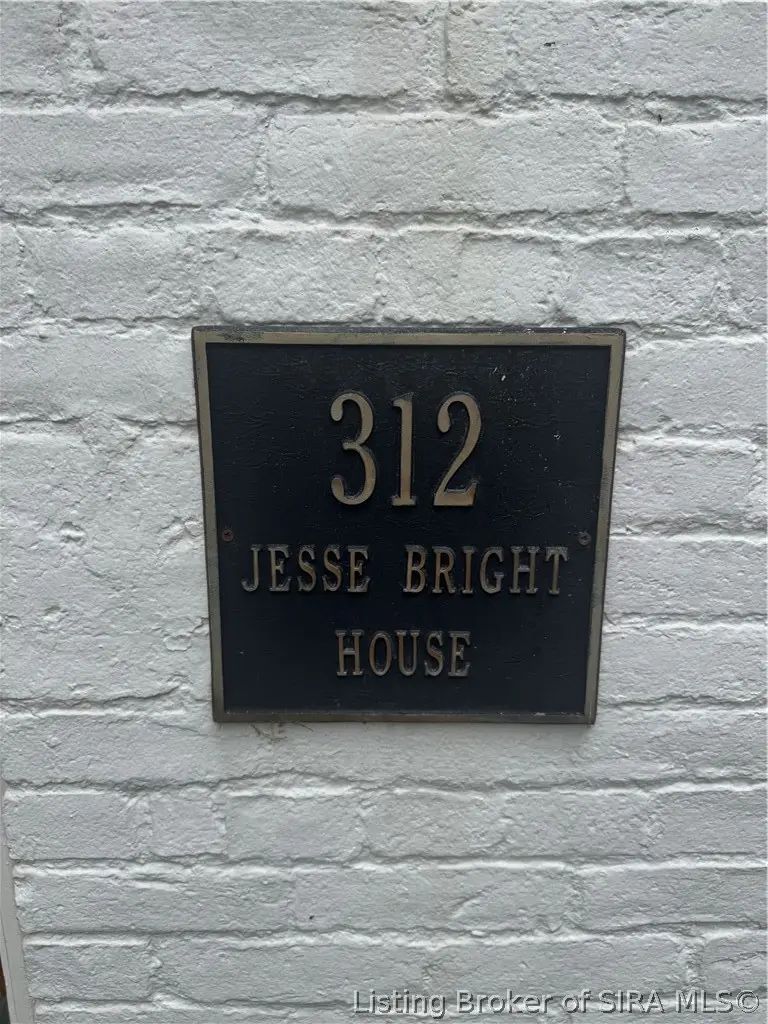 312
JESSE BRIGHT
HOUSE
Listing Broker of SIRA MLS©